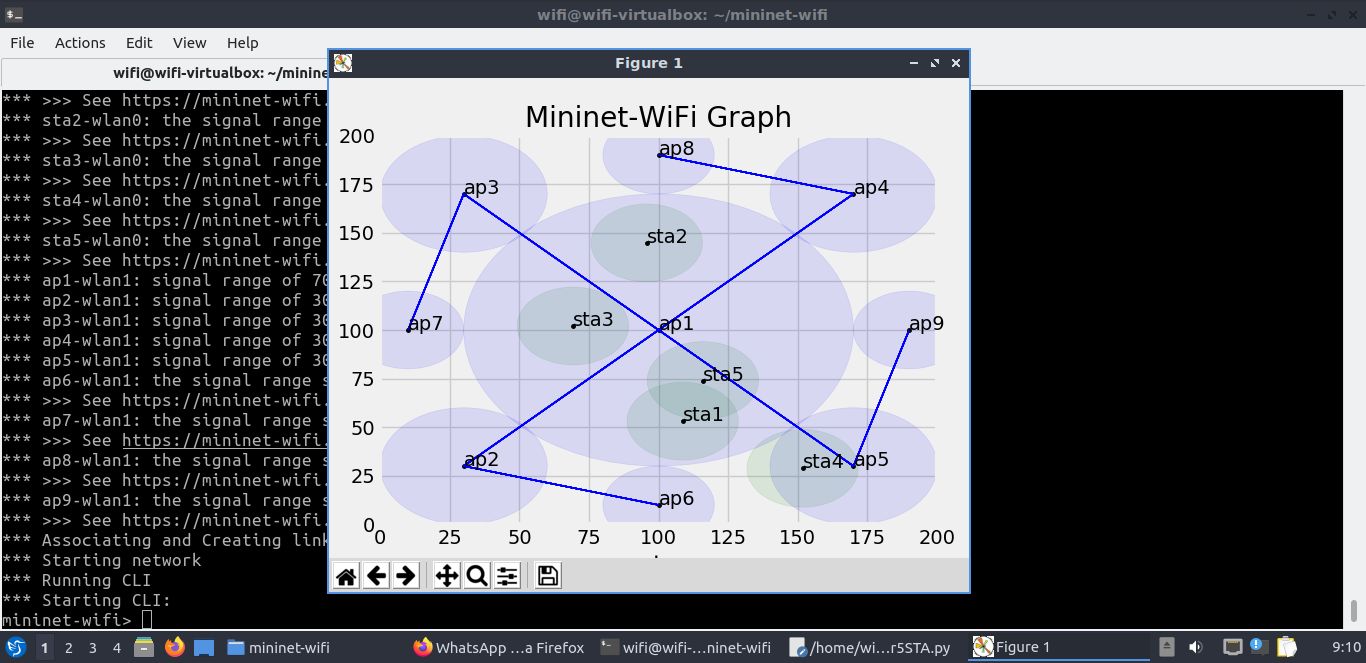 wifi@wifi-virtualbox: ~/mininet-wifi
File Actions Edit View Help
wifi@wifi-virtualbox: ~/minine
*** >>> See https://mininet-wifi.
*** sta2-wlan0: the signal range
*** >>> See https://mininet-wifi.
*** sta3-wlan0: the signal range
*** >>> See https://mininet-wifi.
*** sta4-wlan0: the signal range
*** >>> See https://mininet-wifi.
*** sta5-wlan0: the signal range
*** >>> See https://mininet-wifi.
*** ap1-wlan1: signal range of 70
*** ap2-wlan1: signal range of 30
*** ap3-wlan1: signal range of 30
*** ap4-wlan1: signal range of 30
*** ap5-wlan1: signal range of 30
*** ap6-wlan1: the signal range s
*** >>> See https://mininet-wifi.
*** ap7-wlan1: the signal range s
*** >>> See https://mininet-wifi.
*** ap8-wlan1: the signal range s
*** >>> See https://mininet-wifi.
*** ap9-wlan1: the signal range s
*** >>> See https://mininet-wifi.
*** Associating and Creating link
*** Starting network
*** Running CLI
*** Starting CLI:
mininet-wifi>
Figure 1
Mininet-WiFi Graph
200
175
150
125
100
75
50
25
0
ap8
ap3
ap4
sta2
sta3
ap1
ap7
ap9
sta5
sta1
ap2
sta4
ap5
ap6
0 25 50 75 100 125 150 175 200
1 2 3 4 mininet-wifi WhatsApp ...a Firefox wifi@wifi-...ninet-wifi /home/wi...r5STA.py Figure 1 9:10